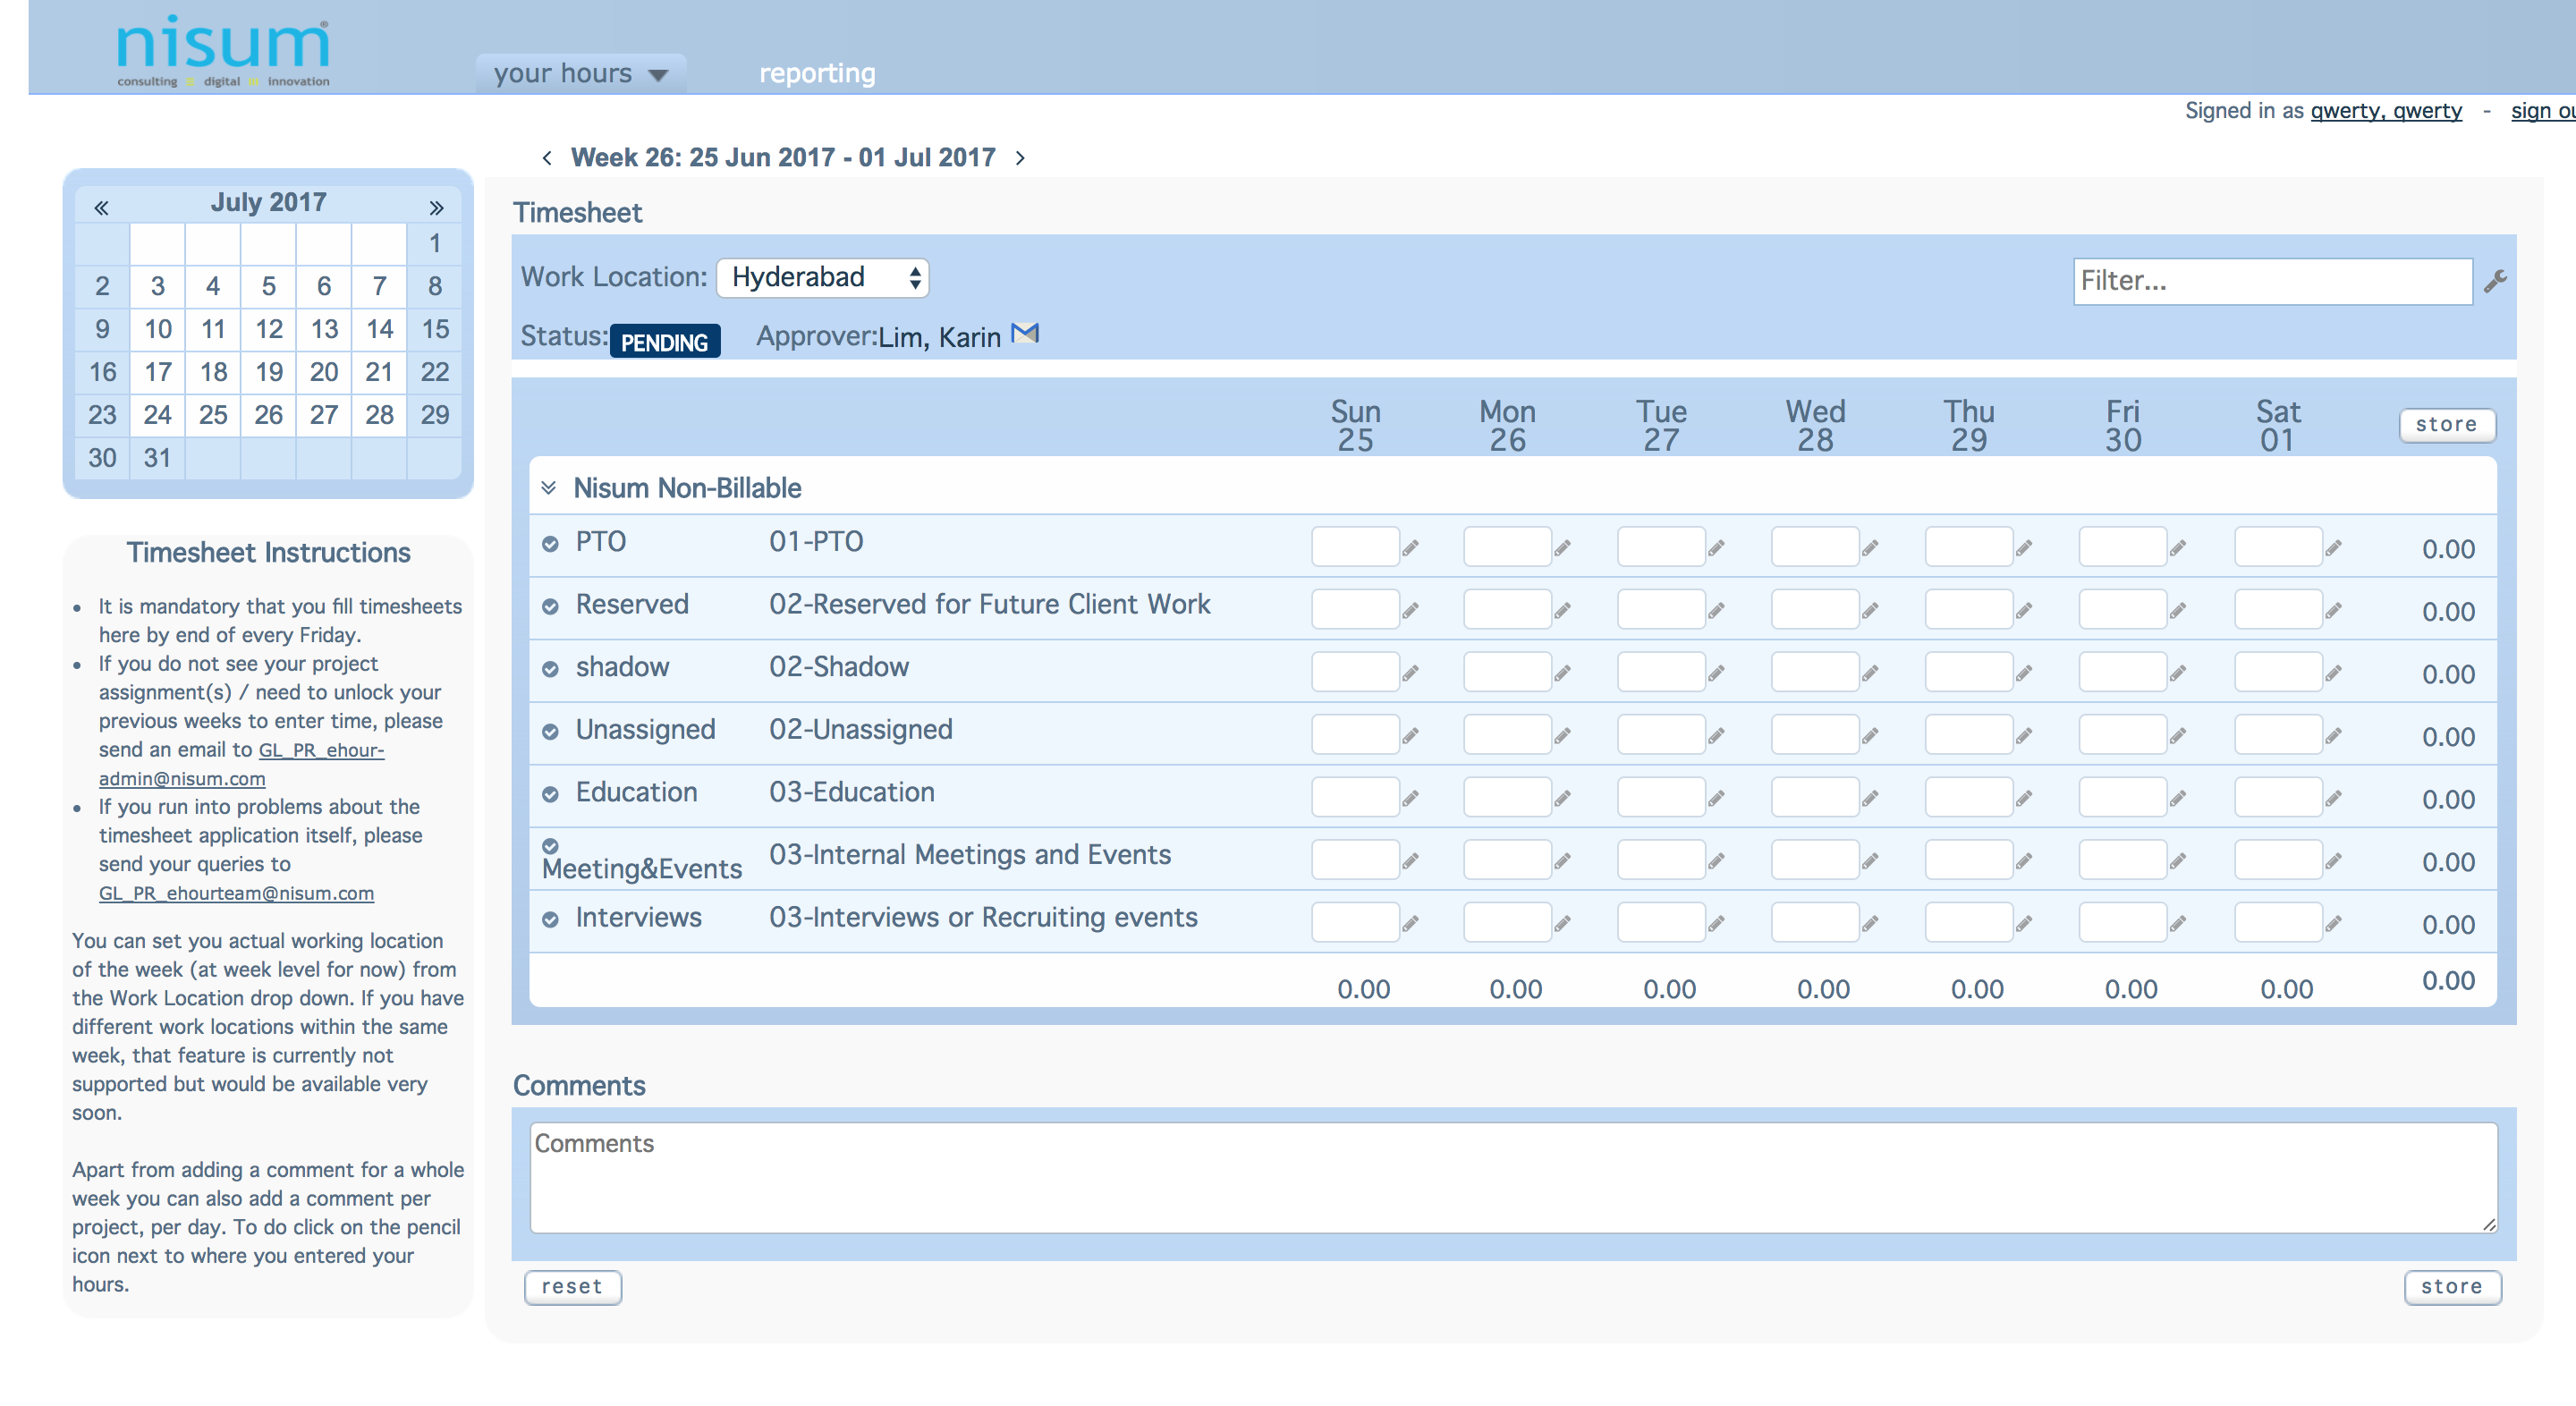 nisum®
consulting digital innovation
your hours
reporting
Signed in as qwerty, qwerty - sign
< Week 26: 25 Jun 2017 - 01 Jul 2017 >
« July 2017 »
1
2 3 4 5 6 7 8
9 10 11 12 13 14 15
16 17 18 19 20 21 22
23 24 25 26 27 28 29
30 31
Timesheet Instructions
• It is mandatory that you fill timesheets
here by end of every Friday.
• If you do not see your project
assignment(s) / need to unlock your
previous weeks to enter time, please
send an email to GL_PR_ehour-
admin@nisum.com
• If you run into problems about the
timesheet application itself, please
send your queries to
GL_PR_ehourteam@nisum.com
You can set you actual working location
of the week (at week level for now) from
the Work Location drop down. If you have
different work locations within the same
week, that feature is currently not
supported but would be available very
soon.
Apart from adding a comment for a whole
week you can also add a comment per
project, per day. To do click on the pencil
icon next to where you entered your
hours.
Timesheet
Work Location: Hyderabad
Filter...
Status: PENDING Approver:Lim, Karin
Sun Mon Tue Wed Thu Fri Sat
25 26 27 28 29 30 01
store
Nisum Non-Billable
PTO 01-PTO 0.00
Reserved 02-Reserved for Future Client Work 0.00
shadow 02-Shadow 0.00
Unassigned 02-Unassigned 0.00
Education 03-Education 0.00
Meeting&Events 03-Internal Meetings and Events 0.00
Interviews 03-Interviews or Recruiting events 0.00
0.00 0.00 0.00 0.00 0.00 0.00 0.00 0.00
Comments
Comments
reset
store